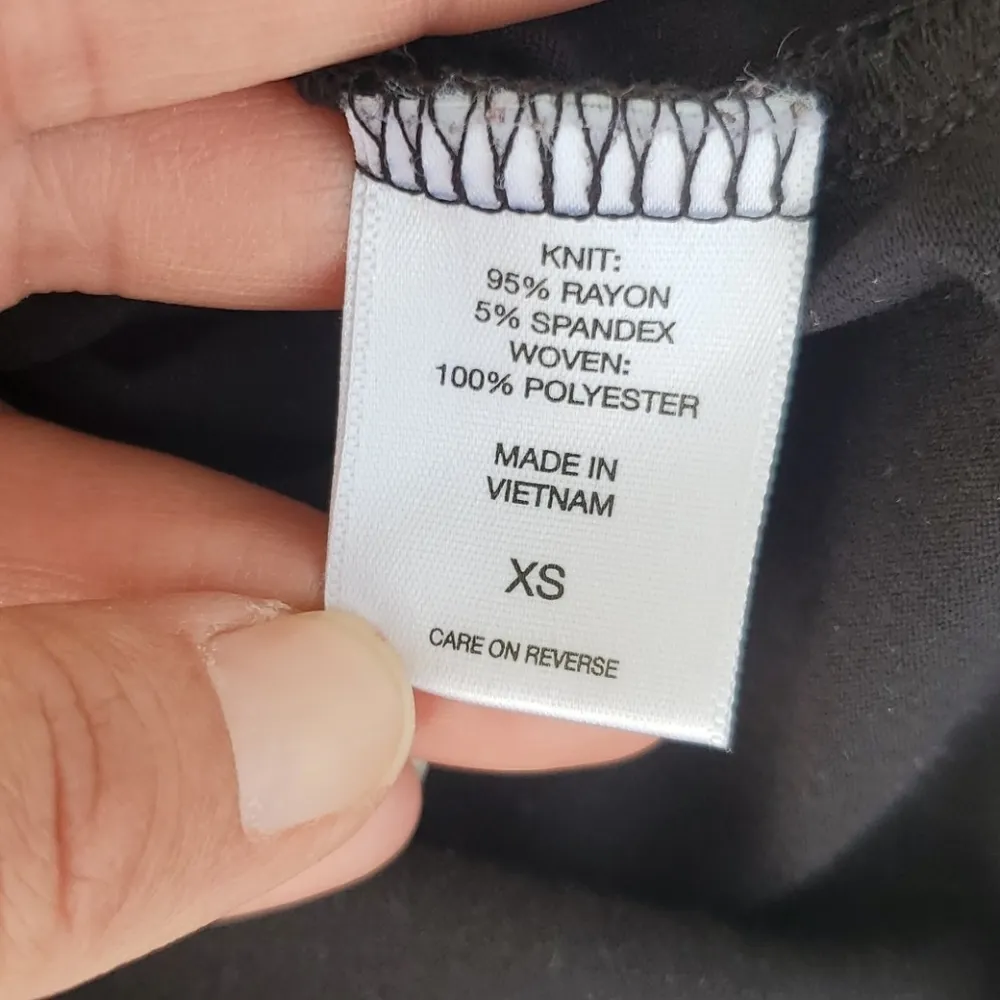 KNIT:
95% RAYON
5% SPANDEX
WOVEN:
100% POLYESTER
MADE IN
VIETNAM
XS
CARE ON REVERSE